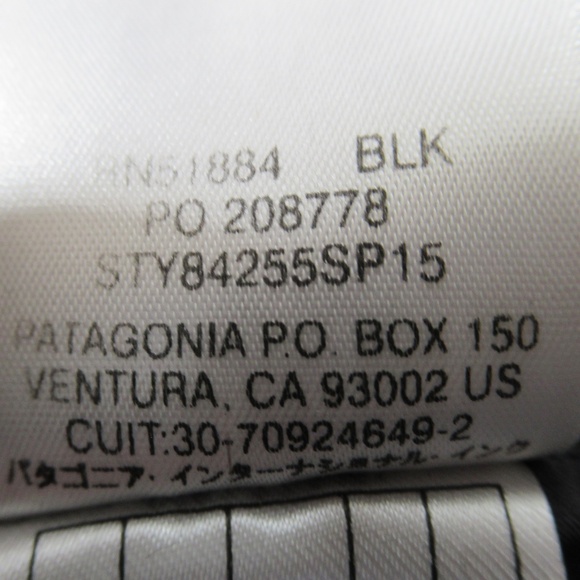 RN51884 BLK
PO 208778
STY84255SP15
PATAGONIA P.O. BOX 150
VENTURA, CA 93002 US
CUIT:30-70924649-2
パタゴニア・インターナショナル・インク